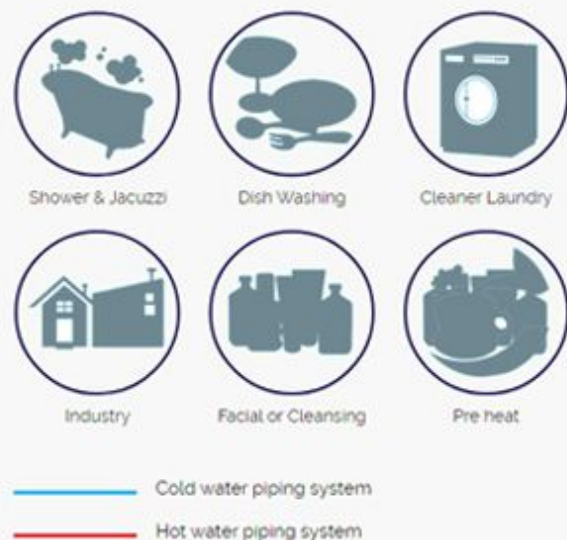 Shower & Jacuzzi
Dish Washing
Cleaner Laundry
Industry
Facial or Cleansing
Pre heat
Cold water piping system
Hot water piping system